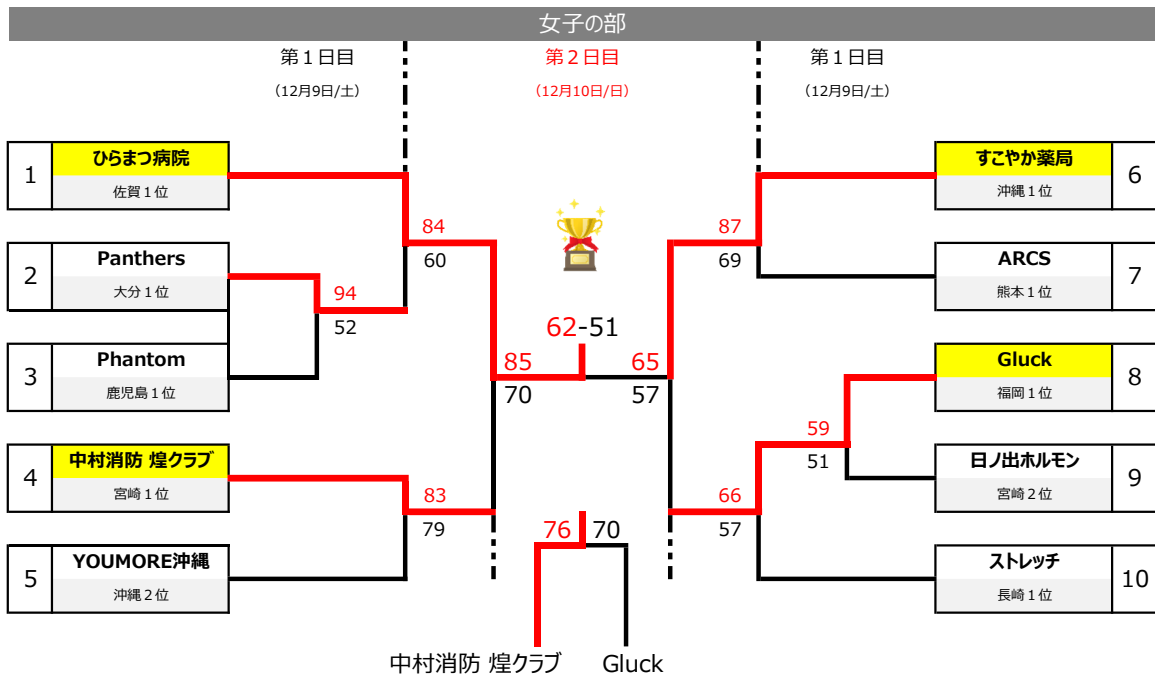 女子の部
第１日目
（12月9日/土）
第２日目
（12月10日/日）
第１日目
（12月9日/土）
1
ひらまつ病院
佐賀１位
2
Panthers
大分１位
3
Phantom
鹿児島１位
4
中村消防 煌クラブ
宮崎１位
5
YOUMORE沖縄
沖縄２位
84
60
94
52
83
79
85
70
62-51
65
57
87
69
59
51
66
57
すこやか薬局
沖縄１位
6
ARCS
熊本１位
7
Gluck
福岡１位
8
日ノ出ホルモン
宮崎２位
9
ストレッチ
長崎１位
10
76 70
中村消防 煌クラブ Gluck